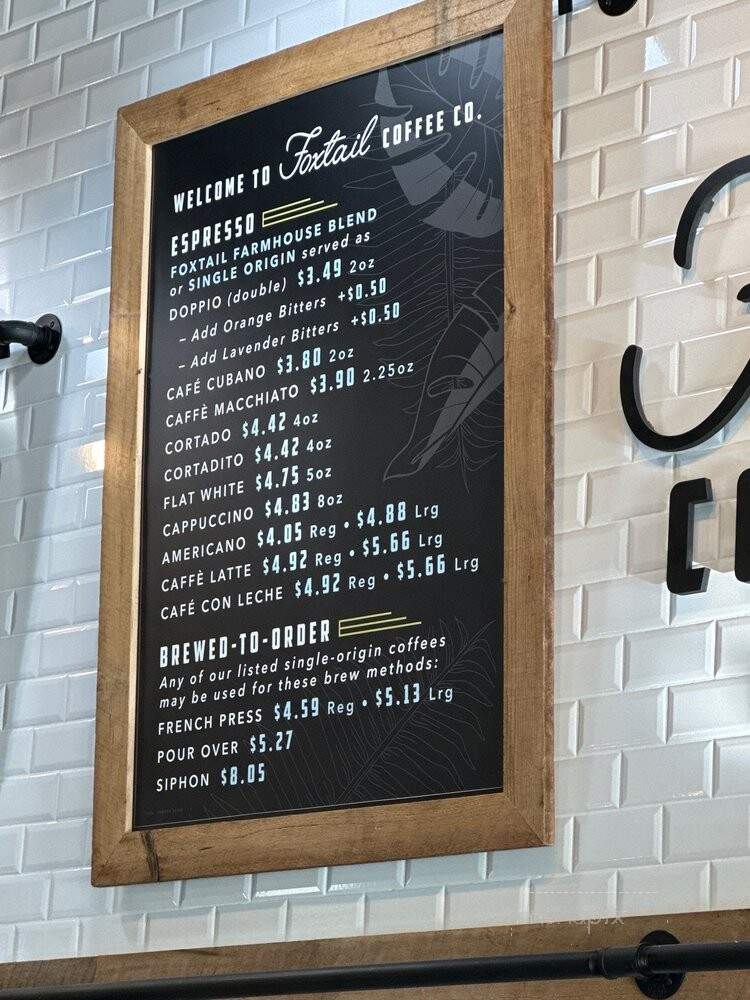 WELCOME TO Foxtail COFFEE CO.
ESPRESSO
FOXTAIL FARMHOUSE BLEND
or SINGLE ORIGIN served as
DOPPIO (double) $3.49 2oz
– Add Orange Bitters +$0.50
– Add Lavender Bitters +$0.50
CAFÉ CUBANO $3.80 2oz
CAFFÈ MACCHIATO $3.90 2.25oz
CORTADO $4.42 4oz
CORTADITO $4.42 4oz
FLAT WHITE $4.75 5oz
CAPPUCCINO $4.83 8oz
AMERICANO $4.05 Reg • $4.88 Lrg
CAFFÈ LATTE $4.92 Reg • $5.66 Lrg
CAFÉ CON LECHE $4.92 Reg • $5.66 Lrg
BREWED-TO-ORDER
Any of our listed single-origin coffees
may be used for these brew methods:
FRENCH PRESS $4.59 Reg • $5.13 Lrg
POUR OVER $5.27
SIPHON $8.05